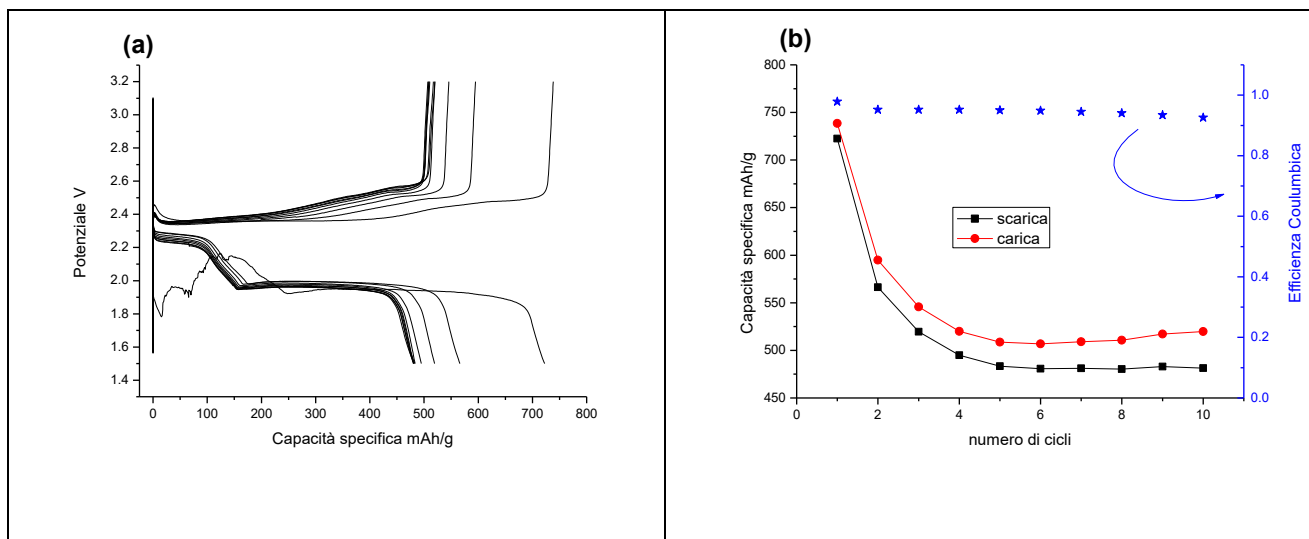 (a)
3.2
3.0
2.8
2.6
2.4
2.2
2.0
1.8
1.6
1.4
Potenziale V
0 100 200 300 400 500 600 700 800
Capacità specifica mAh/g
(b)
800
750
700
650
600
550
500
450
Capacità specifica mAh/g
scarica
carica
0 2 4 6 8 10
numero di cicli
1.0
0.8
0.6
0.4
0.2
0.0
Efficienza Coulumbica